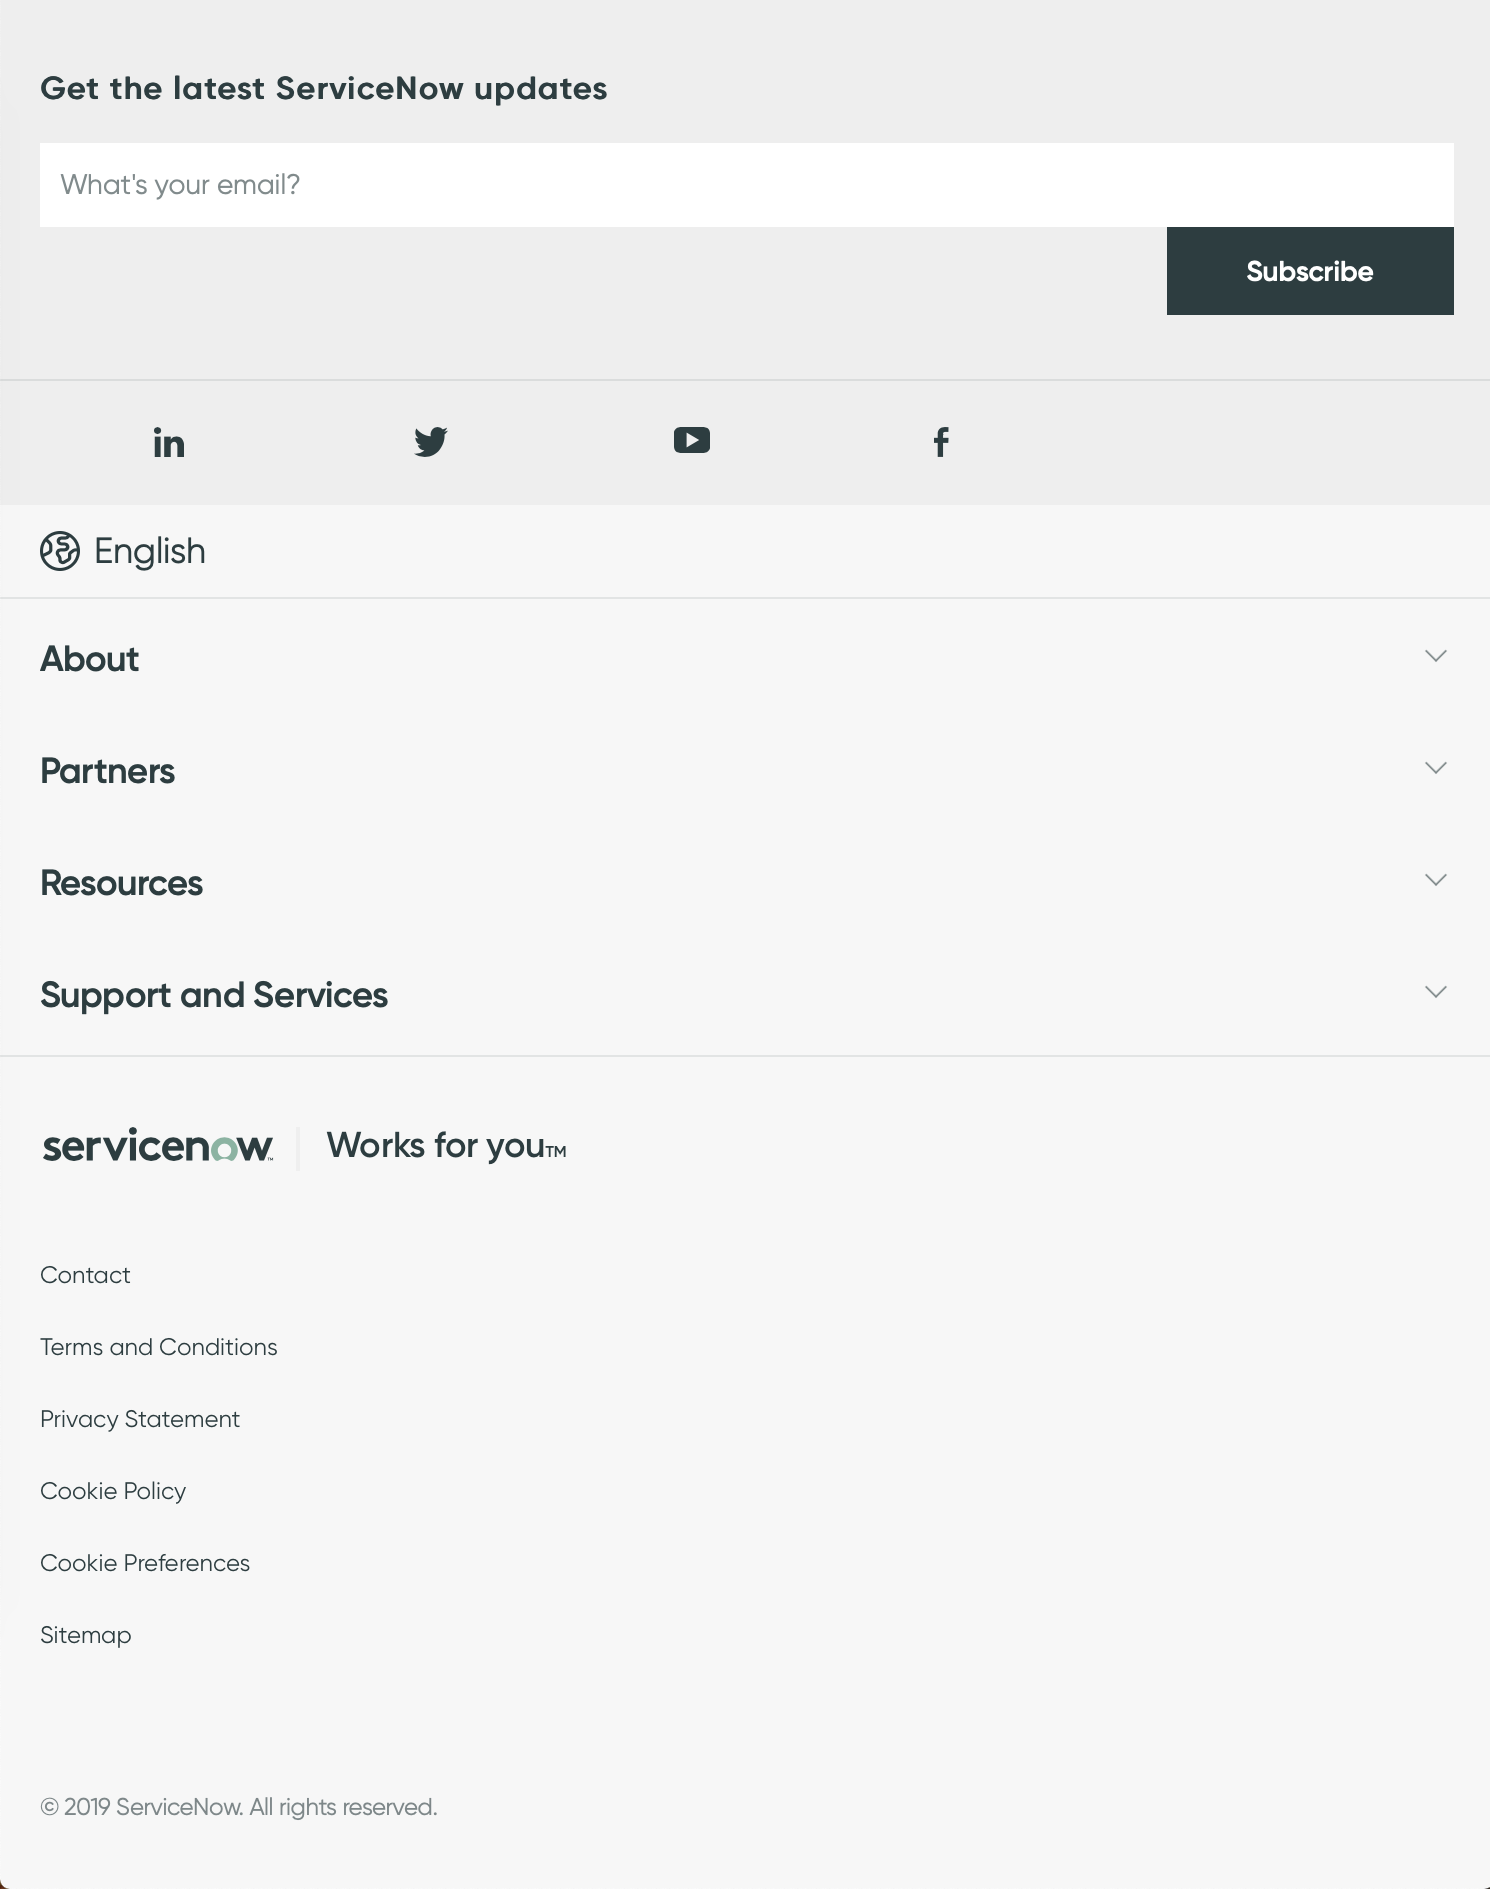 Get the latest ServiceNow updates
What's your email?
Subscribe
in
f
English
About
Partners
Resources
Support and Services
servicenow™ Works for you™
Contact
Terms and Conditions
Privacy Statement
Cookie Policy
Cookie Preferences
Sitemap
© 2019 ServiceNow. All rights reserved.